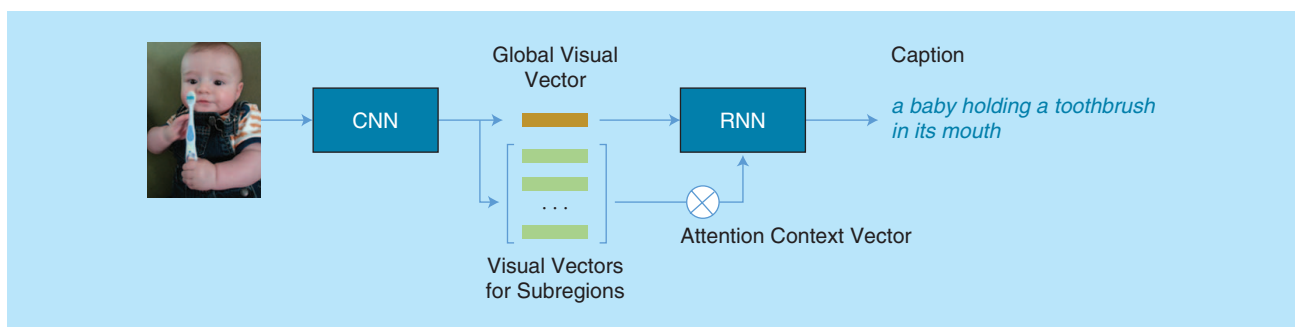 Global Visual
Vector
Caption
CNN
RNN
a baby holding a toothbrush
in its mouth
. . .
Attention Context Vector
Visual Vectors
for Subregions